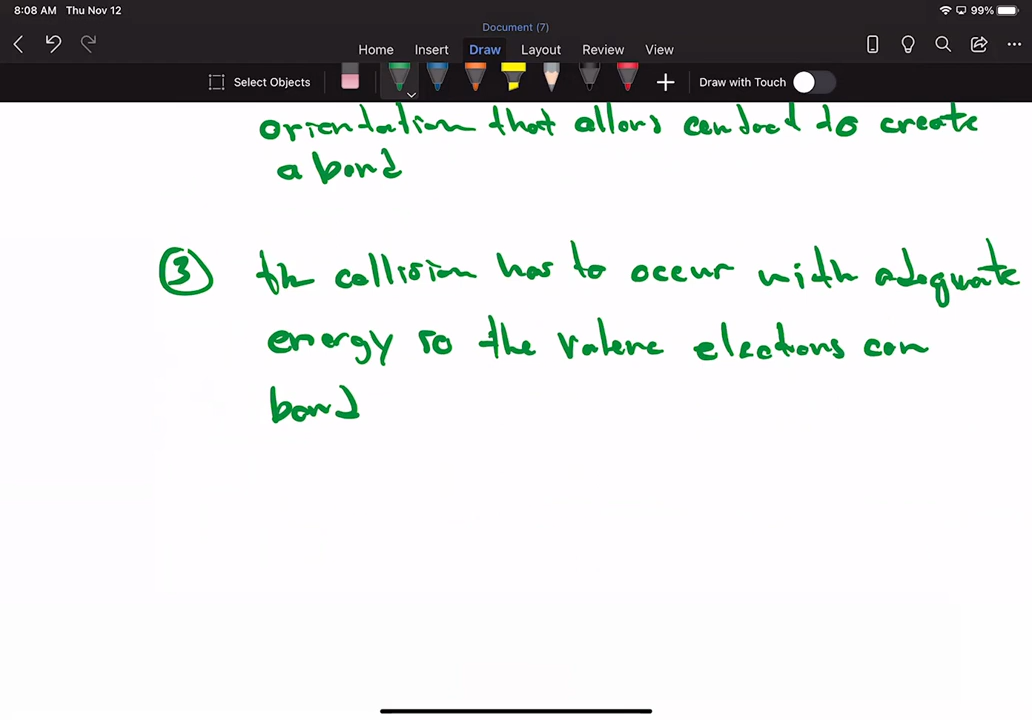 8:08 AM Thu Nov 12
99%
Document (7)
Home Insert Draw Layout Review View
Select Objects
Draw with Touch
orientation that allows contact to create
a bond
③ the collision has to occur with adequate
energy so the valence electrons can
bond